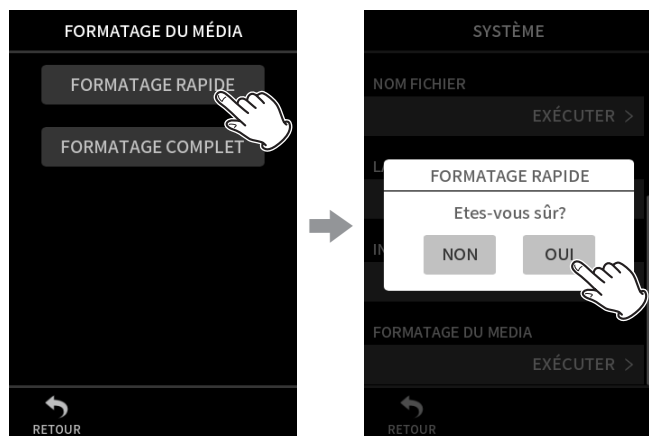 FORMATAGE DU MÉDIA
FORMATAGE RAPIDE
FORMATAGE COMPLET
RETOUR
SYSTÈME
NOM FICHIER
EXÉCUTER >
FORMATAGE RAPIDE
Etes-vous sûr?
NON OUI
FORMATAGE DU MEDIA
EXÉCUTER >
RETOUR